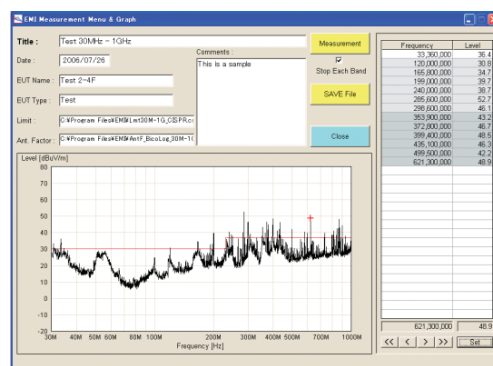 EMI Measurement Menu & Graph
Title : Test 30MHz - 1GHz
Date : 2006/07/26
EUT Name : Test 2-4F
EUT Type : Test
Limit : C:¥Program Files¥EMI¥Lmt30M-1G_CISPR.cs
Ant. Factor : C:¥Program Files¥EMI¥AntF_BicoLog_30M-1G
Comments :
This is a sample
Measurement
Stop Each Band
SAVE File
Close
Frequency Level
33,360,000 36.4
120,000,000 30.8
165,800,000 34.7
199,000,000 39.7
240,000,000 38.7
285,600,000 52.7
298,600,000 46.1
353,900,000 43.2
372,800,000 46.7
399,400,000 48.5
435,100,000 46.3
499,600,000 42.2
621,300,000 48.9
621,300,000 48.9
<< < > >> Set
Level [dBuV/m]
80
70
60
50
40
30
20
10
0
-10
-20
30M 40M 50M 60M 80M 100M 200M 300M 400M 500M 700M 1000M
Frequency [Hz]